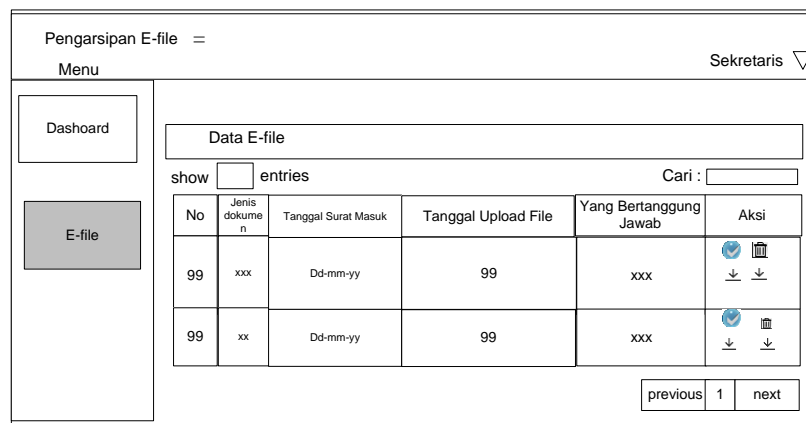 Pengarsipan E-file =
Menu
Sekretaris
Dashoard
E-file
Data E-file
show entries
Cari :
No Jenis dokumen Tanggal Surat Masuk Tanggal Upload File Yang Bertanggung Jawab Aksi
99 xxx Dd-mm-yy 99 xxx
99 xx Dd-mm-yy 99 xxx
previous 1 next